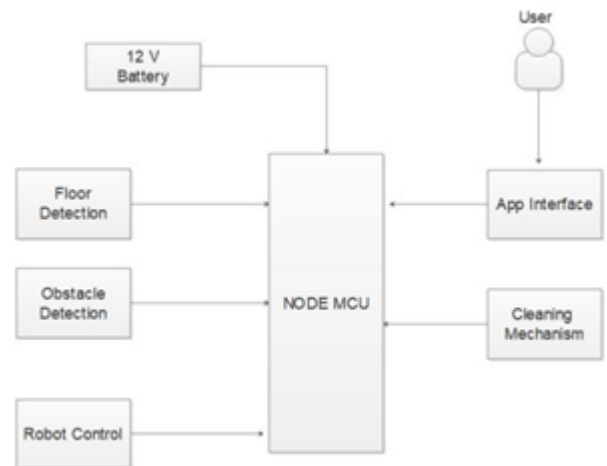 User
12 V
Battery
Floor
Detection
App Interface
Obstacle
Detection
NODE MCU
Cleaning
Mechanism
Robot Control